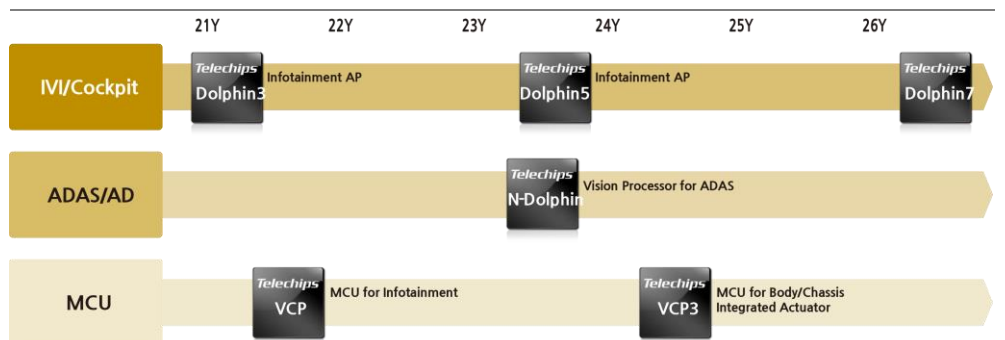 21Y 22Y 23Y 24Y 25Y 26Y
IVI/Cockpit
Telechips
Dolphin3
Infotainment AP
Telechips
Dolphin5
Infotainment AP
Telechips
Dolphin7
ADAS/AD
Telechips
N-Dolphin
Vision Processor for ADAS
MCU
Telechips
VCP
MCU for Infotainment
Telechips
VCP3
MCU for Body/Chassis
Integrated Actuator